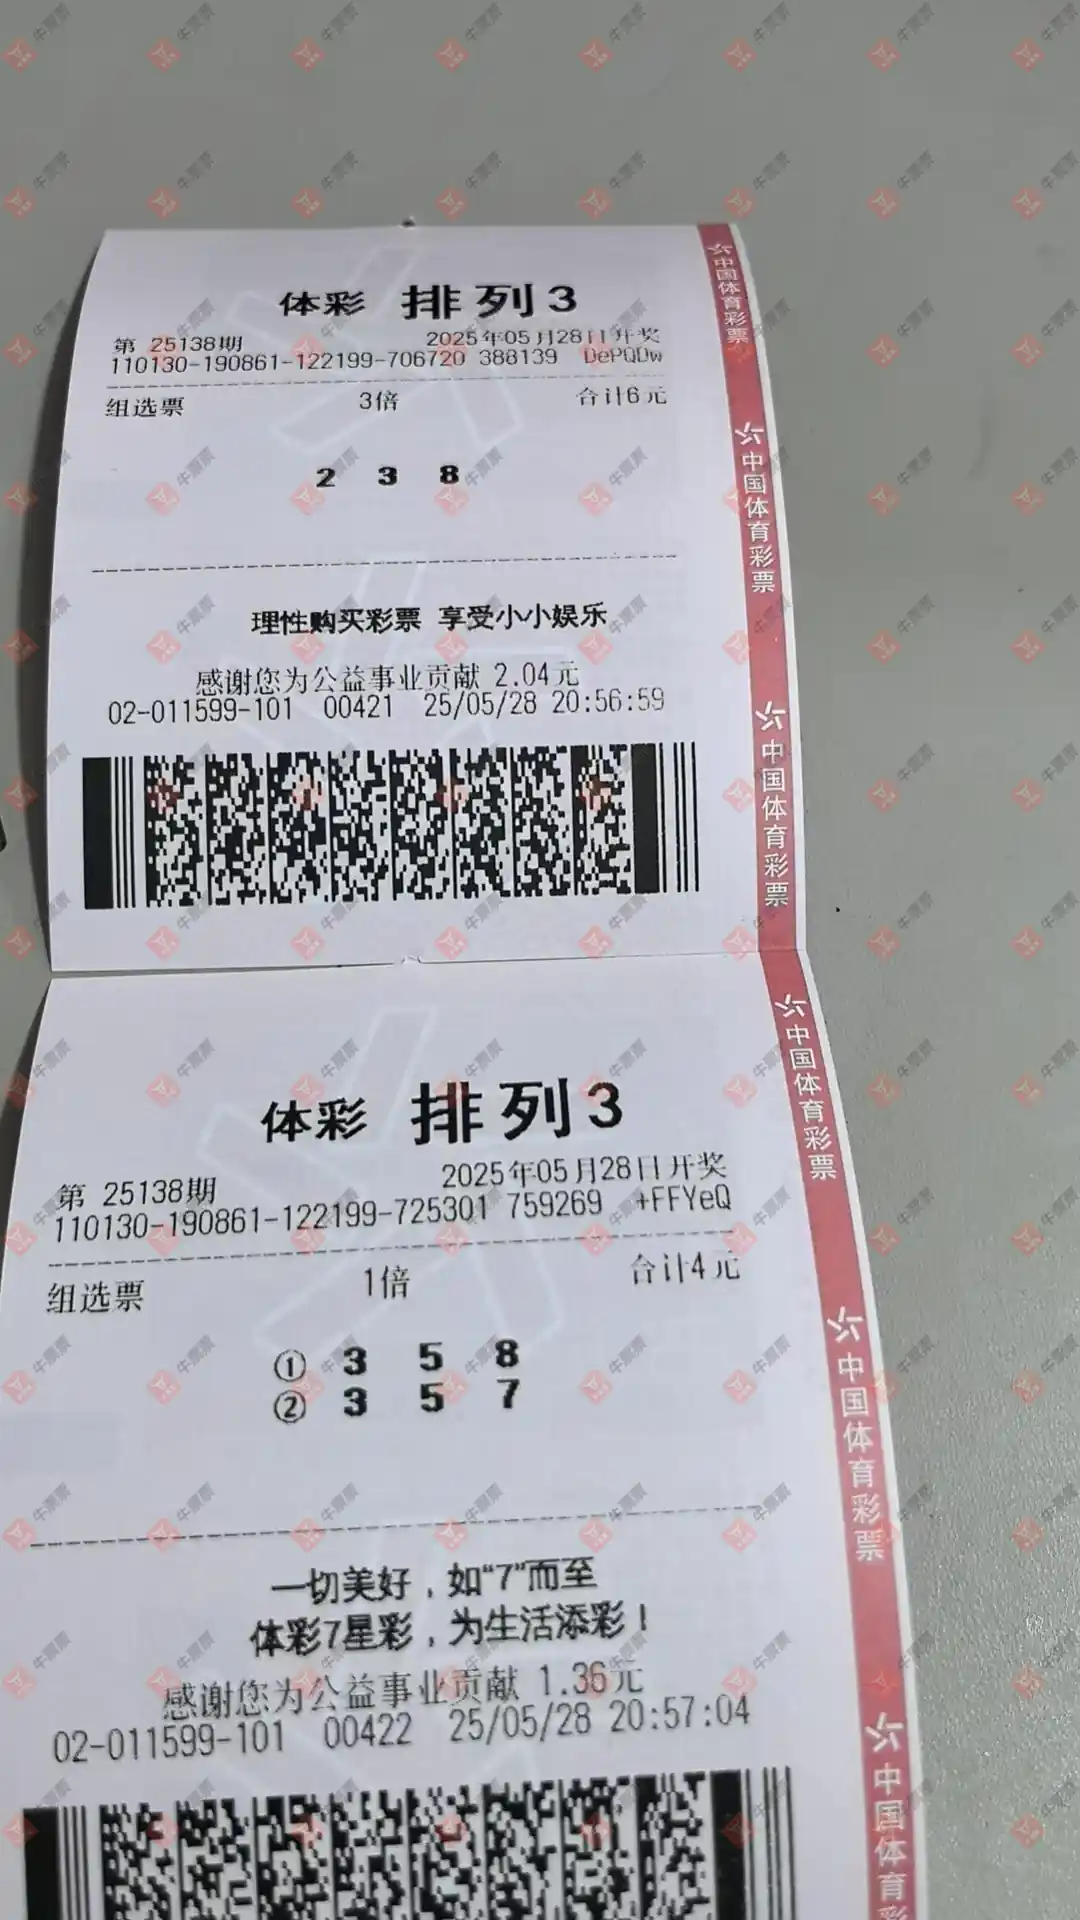 体彩 排列3
第 25138期 2025年05月28日开奖
110130-190861-122199-706720 388139 DePQDw
组选票 3倍 合计6元
2 3 8
理性购买彩票 享受小小娱乐
感谢您为公益事业贡献 2.04元
02-011599-101 00421 25/05/28 20:56:59
中国体育彩票
中国体育彩票
中国体育彩票
体彩 排列3
第 25138期 2025年05月28日开奖
110130-190861-122199-725301 759269 +FFYeQ
组选票 1倍 合计4元
① 3 5 8
② 3 5 7
一切美好，如“7”而至
体彩7星彩，为生活添彩！
感谢您为公益事业贡献 1.36元
02-011599-101 00422 25/05/28 20:57:04
中国体育彩票
中国体育彩票
中国体育彩
牛票票